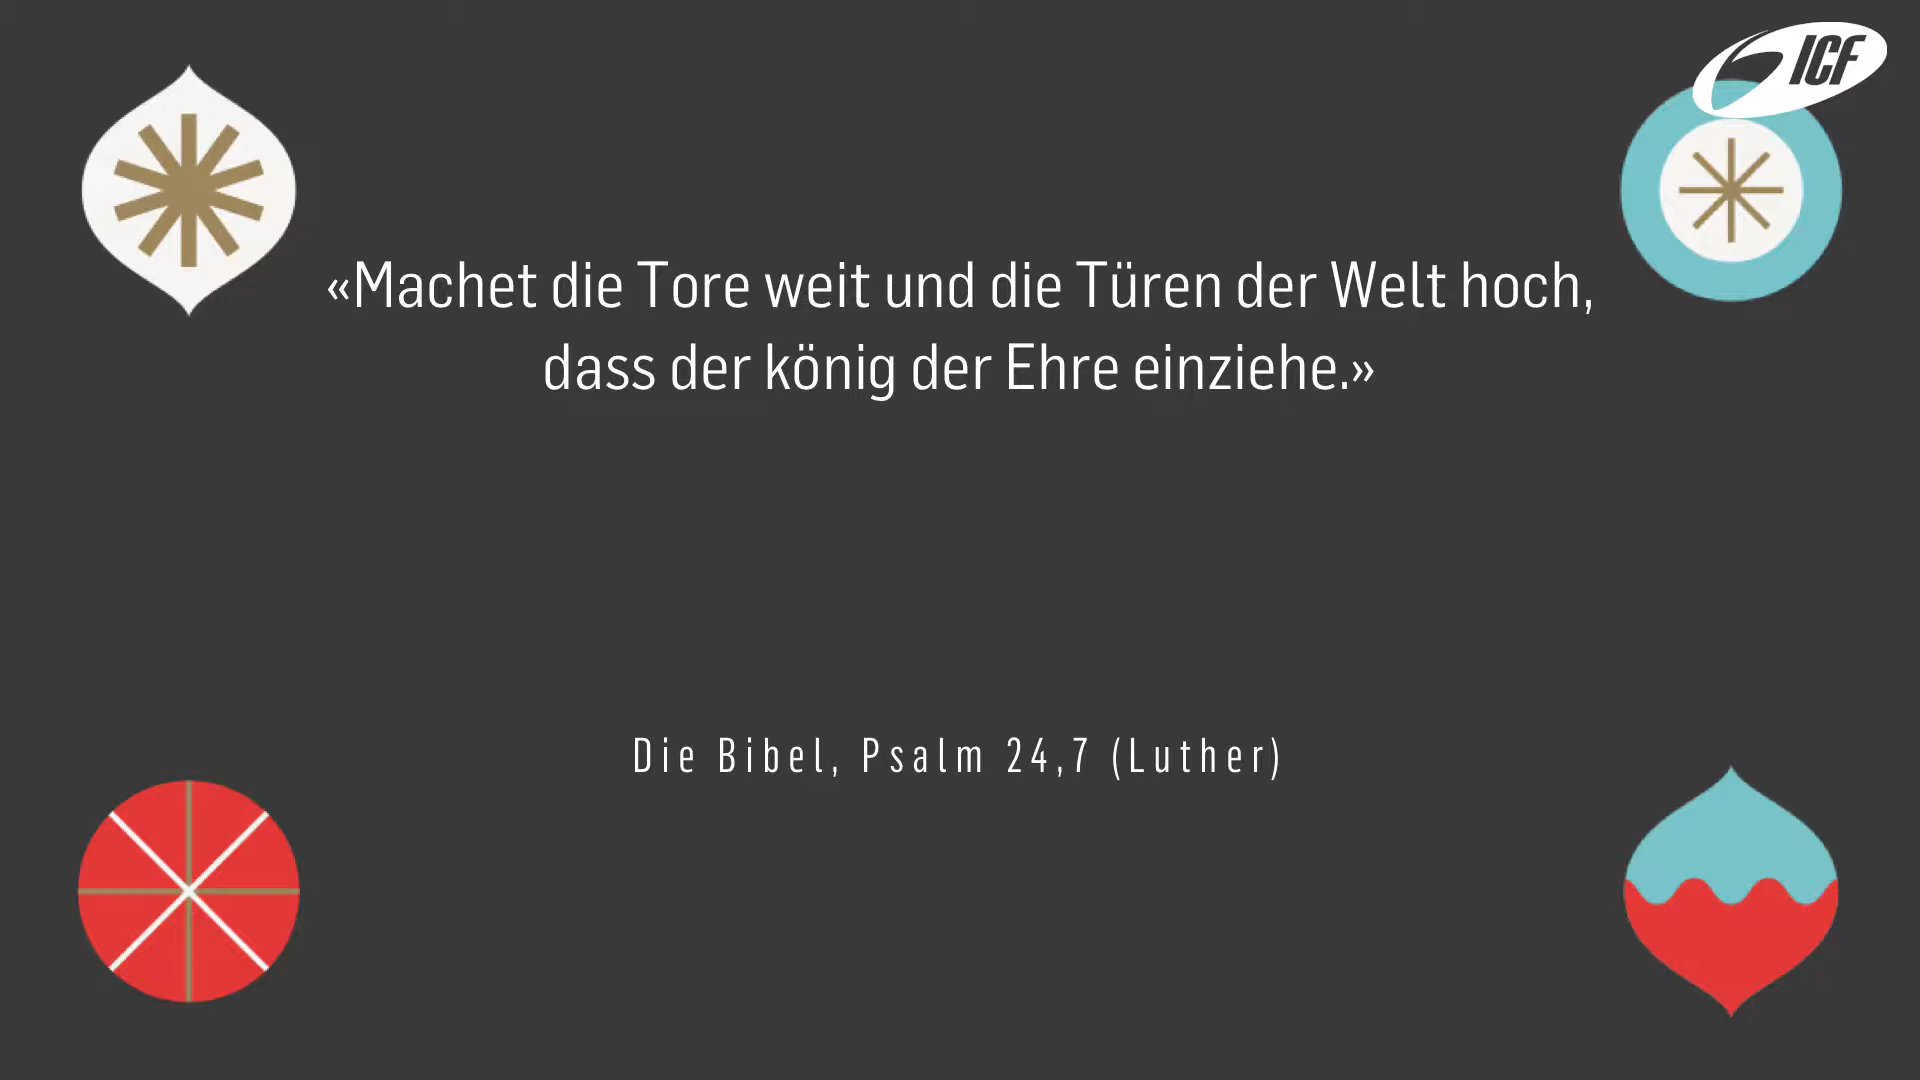 ICF
«Machet die Tore weit und die Türen der Welt hoch,
dass der könig der Ehre einziehe.»
Die Bibel, Psalm 24,7 (Luther)